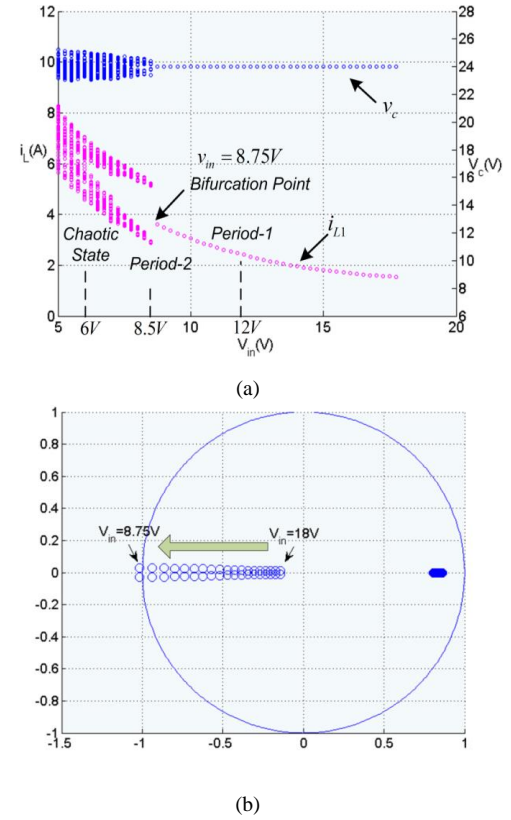 12
10
8
6
4
2
0
i_L(A)
28
26
24
22
20
18
16
14
12
10
8
6
V_c(V)
v_c
v_in = 8.75V
Bifurcation Point
i_L1
Chaotic
State
Period-2
Period-1
5 6V 8.5V 10 12V 15 20
V_in(V)
(a)
1
0.8
0.6
0.4
0.2
0
-0.2
-0.4
-0.6
-0.8
-1
V_in=8.75V
V_in=18V
-1.5 -1 -0.5 0 0.5 1
(b)